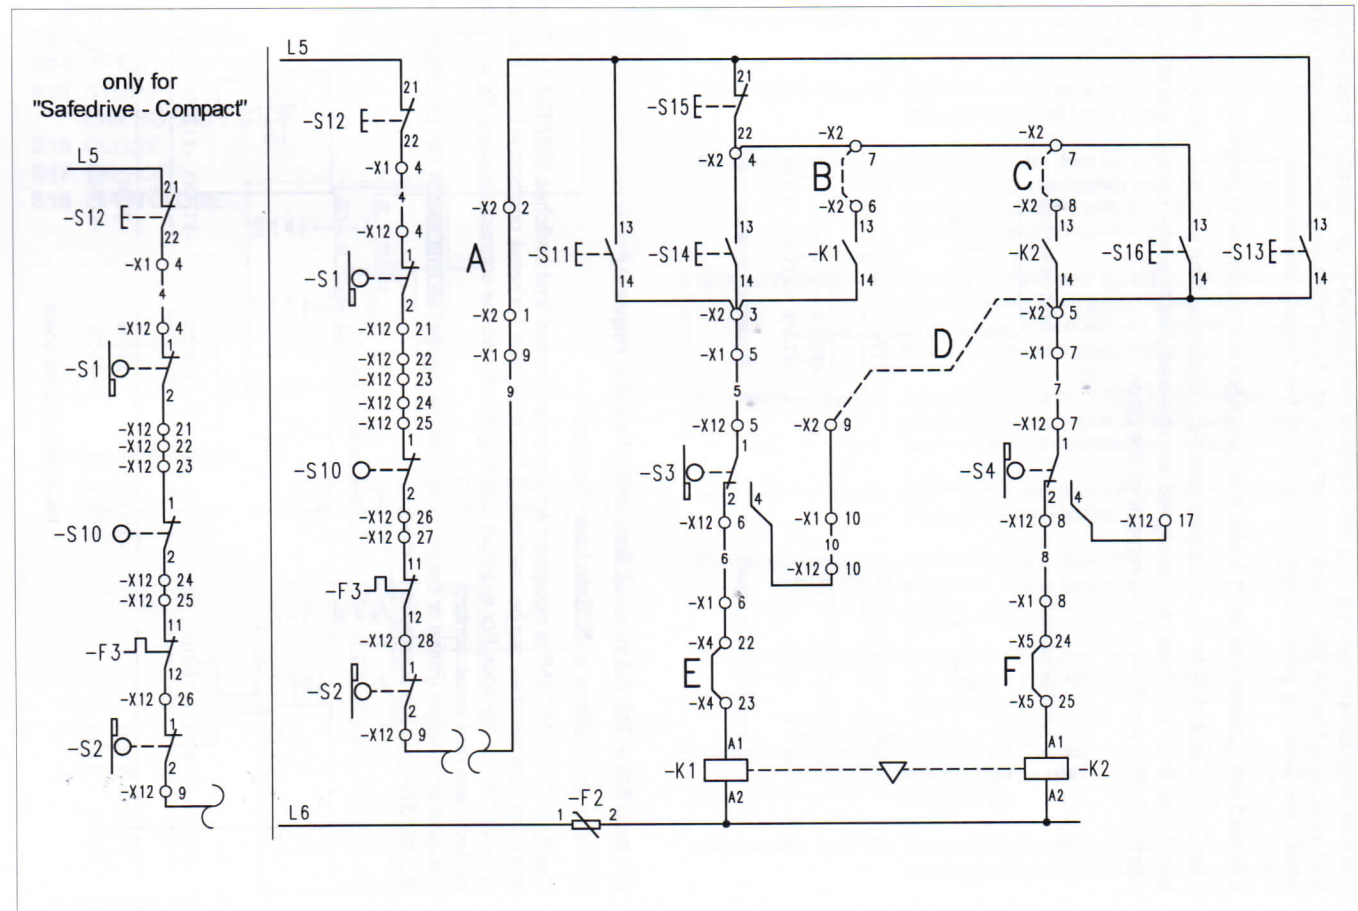 only for
"Safedrive - Compact"
L5
21
-S12
22
-X1 4
4
-X12 4
1
-S1
2
-X12 21
-X12 22
-X12 23
1
-S10
2
-X12 24
-X12 25
11
-F3
12
-X12 26
1
-S2
2
-X12 9
L5
21
-S12
22
-X1 4
4
-X12 4
1
-S1
2
-X12 21
-X12 22
-X12 23
-X12 24
-X12 25
1
-S10
2
-X12 26
-X12 27
11
-F3
12
-X12 28
1
-S2
2
-X12 9
A
-X2 2
-X2 1
-X1 9
9
13
-S11
14
21
-S15
22
-X2 4
13
-S14
14
-X2 3
-X1 5
5
-X12 5
1
-S3
2 4
-X12 6
6
-X1 6
-X4 22
E
-X4 23
A1
-K1
A2
-X2
7
B
-X2 6
13
-K1
14
D
-X2 9
-X1 10
10
-X12 10
-X2
7
C
-X2 8
13
-K2
14
-X2 5
-X1 7
7
-X12 7
1
-S4
2 4
-X12 17
-X12 8
8
-X1 8
-X5 24
F
-X5 25
A1
-K2
A2
13
-S16
14
13
-S13
14
L6
-F2
1 2